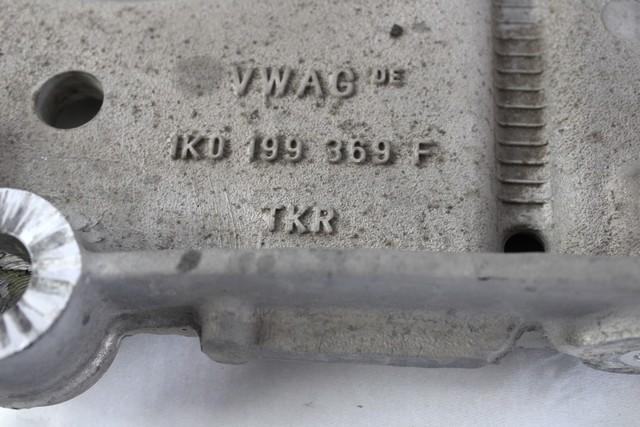 VWAG DE
1K0 199 369 F
TKR